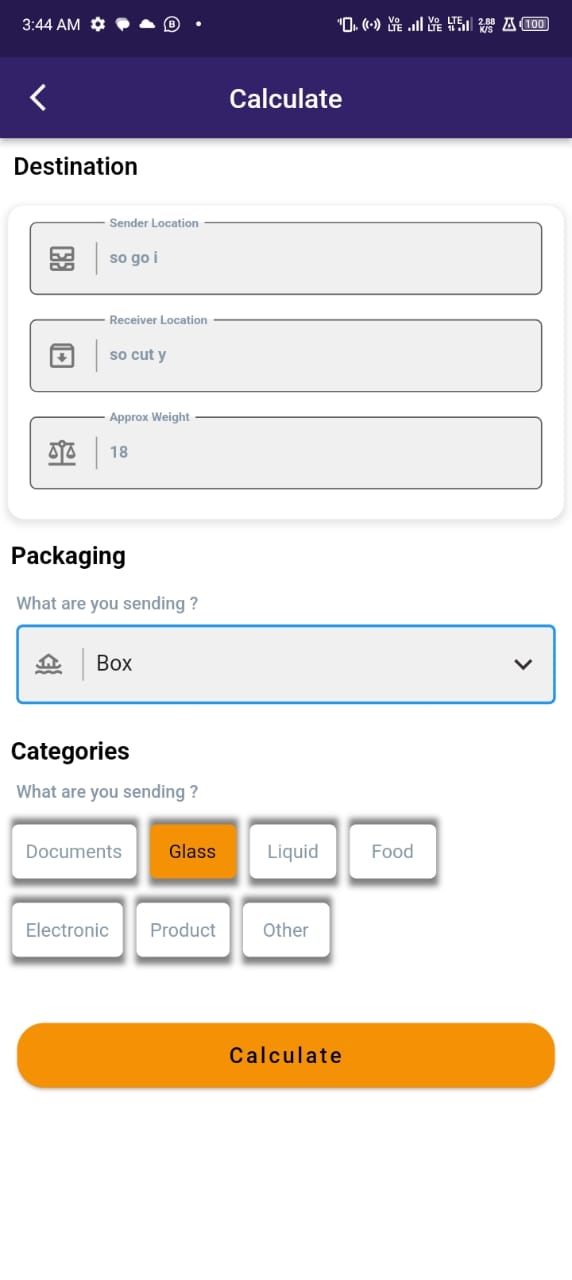 3:44 AM B Vo LTE Vo LTE LTE 2.88 K/S 100
Calculate
Destination
Sender Location
so go i
Receiver Location
so cut y
Approx Weight
18
Packaging
What are you sending ?
Box
Categories
What are you sending ?
Documents Glass Liquid Food
Electronic Product Other
Calculate